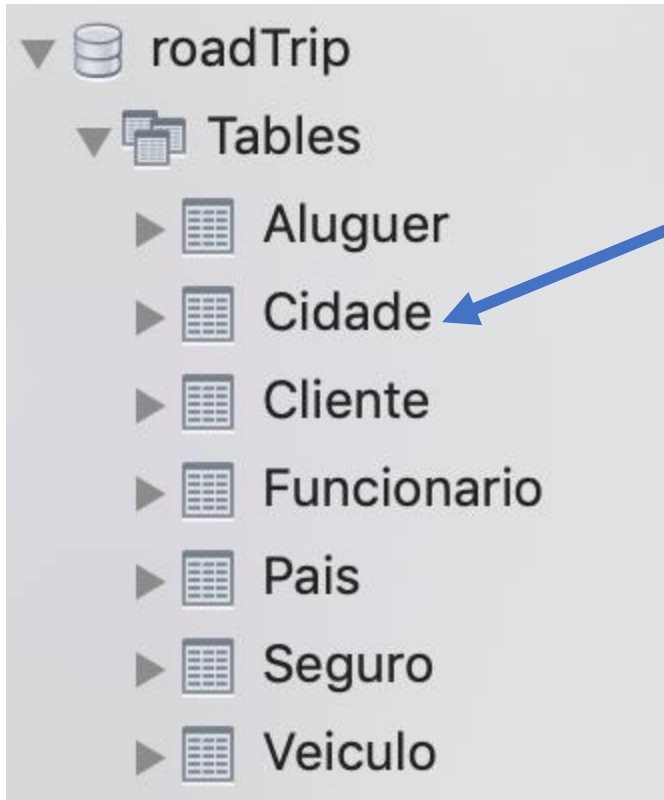 roadTrip
Tables
Aluguer
Cidade
Cliente
Funcionario
Pais
Seguro
Veiculo